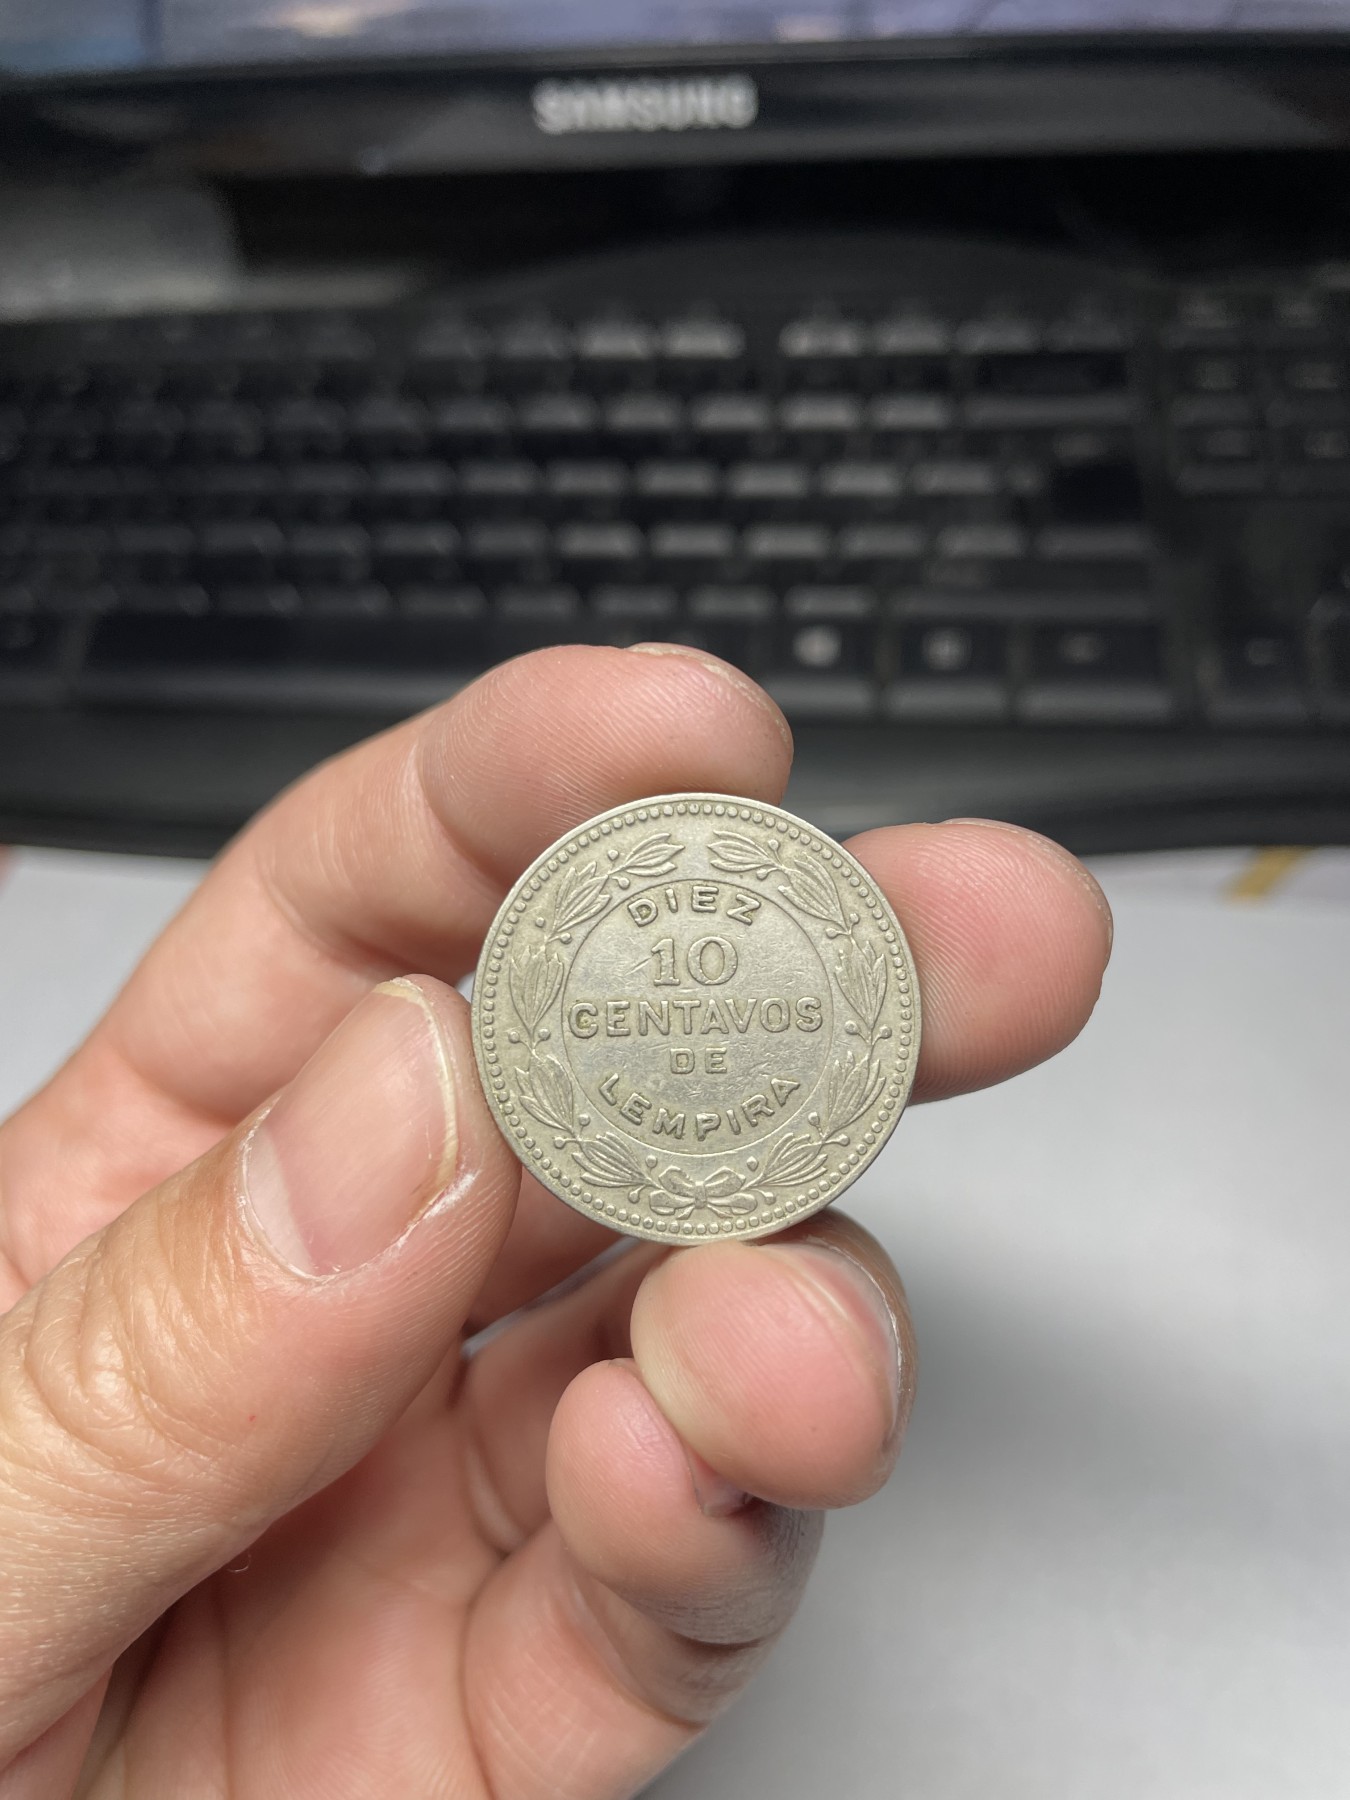 SAMSUNG
DIEZ
10
CENTAVOS
DE
LEMPIRA